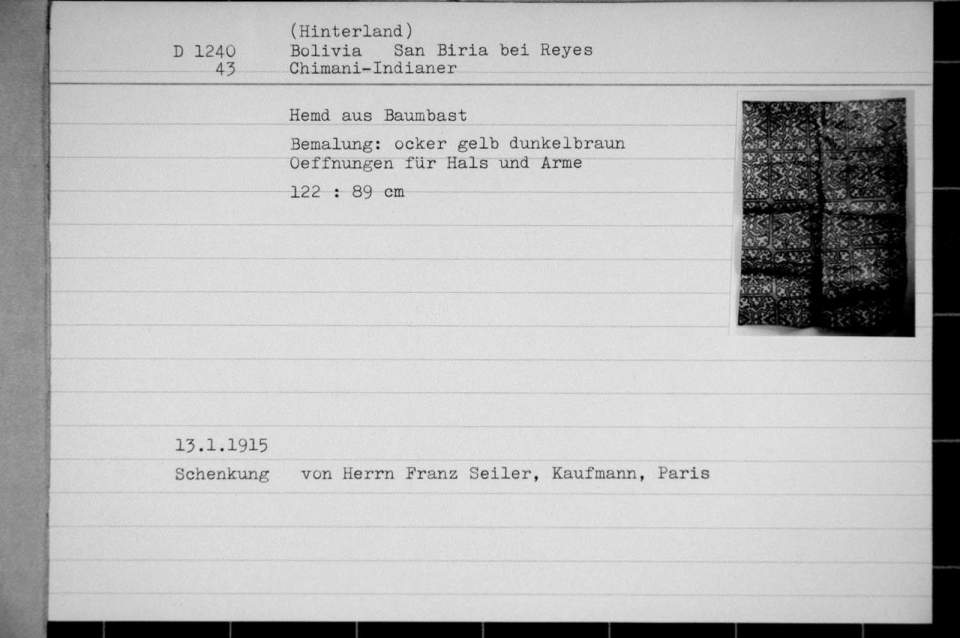 (Hinterland)
D 1240 Bolivia San Biria bei Reyes
43 Chimani-Indianer
Hemd aus Baumbast
Bemalung: ocker gelb dunkelbraun
Oeffnungen für Hals und Arme
122 : 89 cm
13.1.1915
Schenkung von Herrn Franz Seiler, Kaufmann, Paris